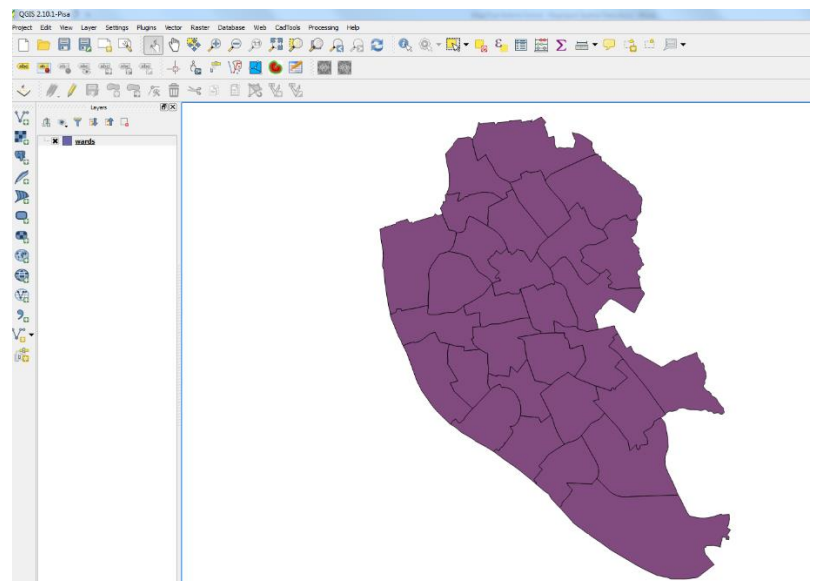 QGIS 2.10.1-Pisa
Project Edit View Layer Settings Plugins Vector Raster Database Web CadTools Processing Help
Layers
wards